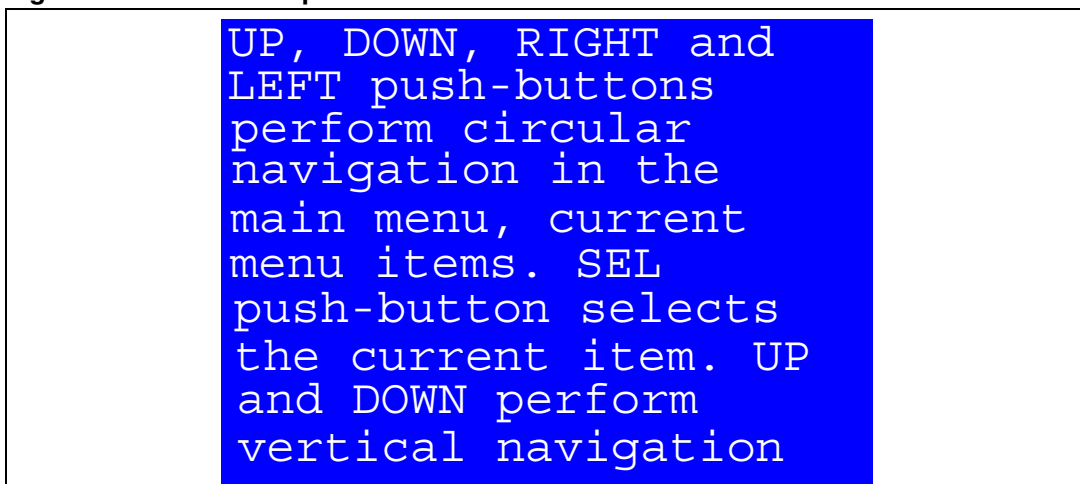 UP, DOWN, RIGHT and
LEFT push-buttons
perform circular
navigation in the
main menu, current
menu items. SEL
push-button selects
the current item. UP
and DOWN perform
vertical navigation